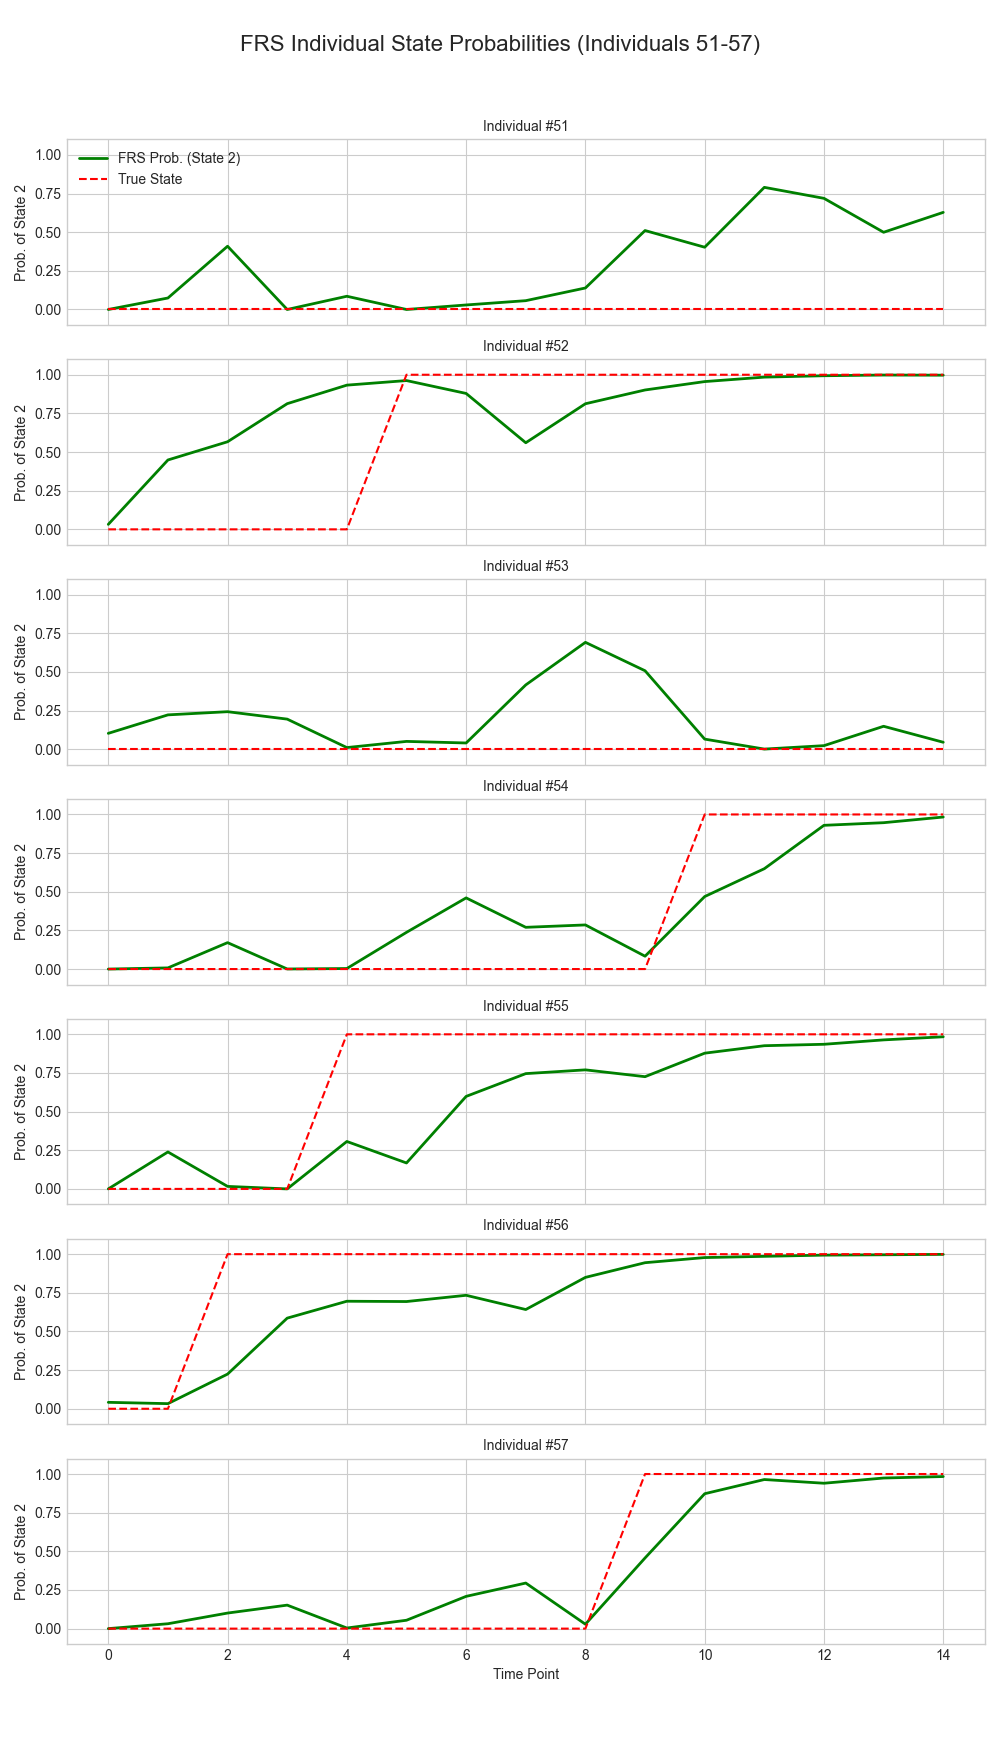 FRS Individual State Probabilities (Individuals 51-57)
Individual #51
FRS Prob. (State 2)
True State
1.00
0.75
0.50
0.25
0.00
Prob. of State 2
Individual #52
1.00
0.75
0.50
0.25
0.00
Prob. of State 2
Individual #53
1.00
0.75
0.50
0.25
0.00
Prob. of State 2
Individual #54
1.00
0.75
0.50
0.25
0.00
Prob. of State 2
Individual #55
1.00
0.75
0.50
0.25
0.00
Prob. of State 2
Individual #56
1.00
0.75
0.50
0.25
0.00
Prob. of State 2
Individual #57
1.00
0.75
0.50
0.25
0.00
Prob. of State 2
0 2 4 6 8 10 12 14
Time Point